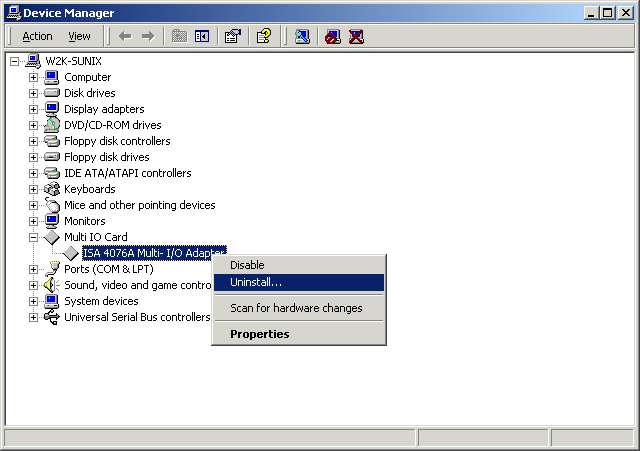 Device Manager
Action View
W2K-SUNIX
Computer
Disk drives
Display adapters
DVD/CD-ROM drives
Floppy disk controllers
Floppy disk drives
IDE ATA/ATAPI controllers
Keyboards
Mice and other pointing devices
Monitors
Multi IO Card
ISA 4076A Multi- I/O Adapter
Ports (COM & LPT)
Sound, video and game contro
System devices
Universal Serial Bus controllers
Disable
Uninstall...
Scan for hardware changes
Properties